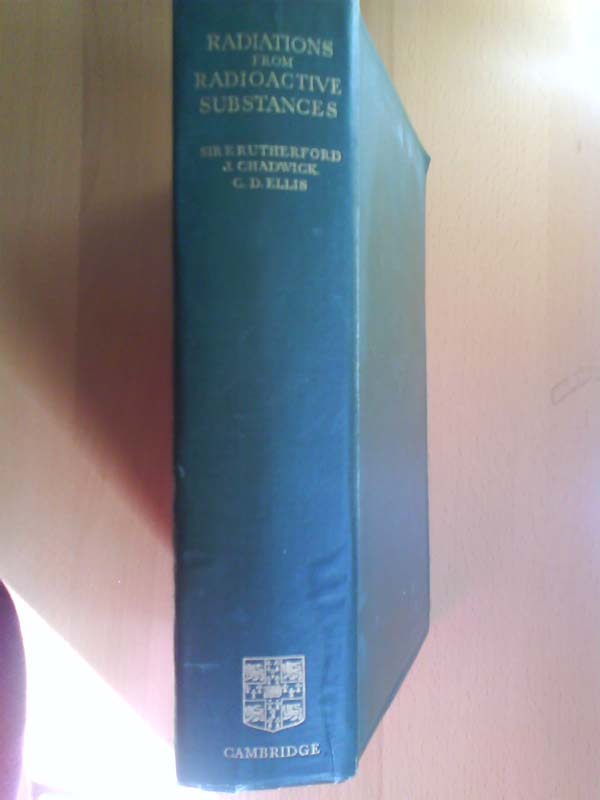 RADIATIONS
FROM
RADIOACTIVE
SUBSTANCES
SIR E. RUTHERFORD
J. CHADWICK
C. D. ELLIS
CAMBRIDGE